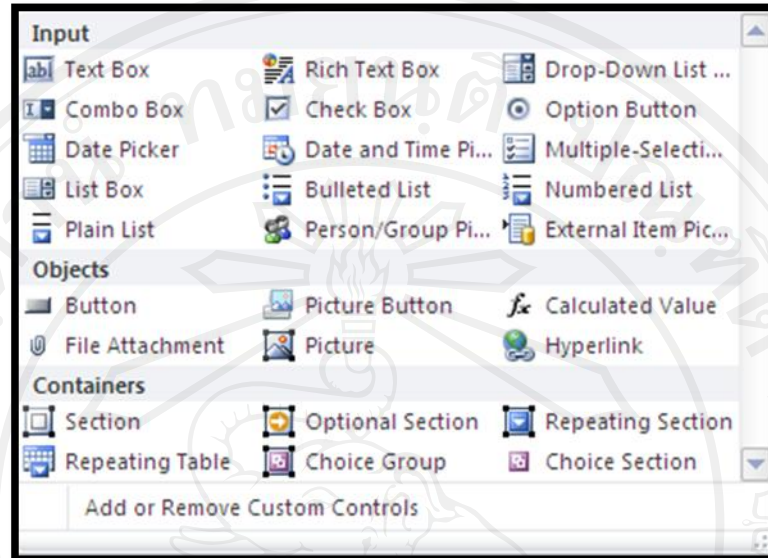 Input
Text Box Rich Text Box Drop-Down List ...
Combo Box Check Box Option Button
Date Picker Date and Time Pi... Multiple-Selecti...
List Box Bulleted List Numbered List
Plain List Person/Group Pi... External Item Pic...
Objects
Button Picture Button Calculated Value
File Attachment Picture Hyperlink
Containers
Section Optional Section Repeating Section
Repeating Table Choice Group Choice Section
Add or Remove Custom Controls